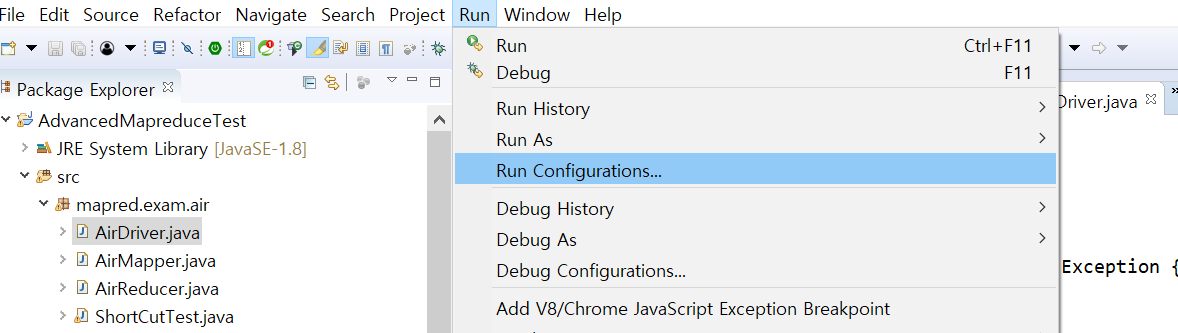 File Edit Source Refactor Navigate Search Project Run Window Help
Run Ctrl+F11
Debug F11
Package Explorer
Run History
Driver.java
AdvancedMapreduceTest
Run As
JRE System Library [JavaSE-1.8]
Run Configurations...
src
mapred.exam.air
Debug History
AirDriver.java
Debug As
AirMapper.java
Debug Configurations...
Exception {
AirReducer.java
ShortCutTest.java
Add V8/Chrome JavaScript Exception Breakpoint